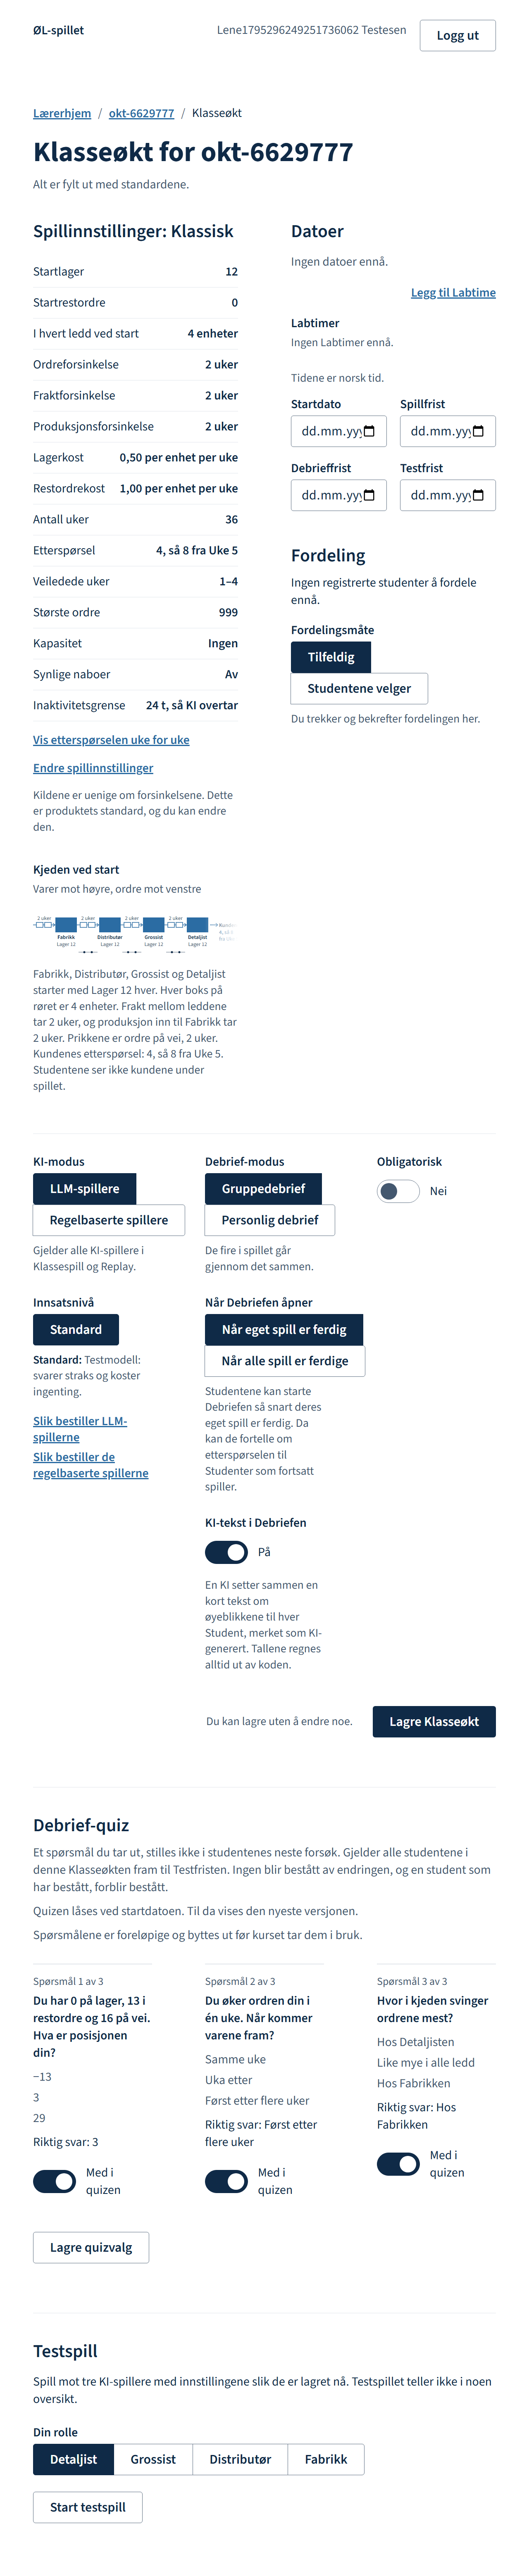 ØL-spillet
Lene1795296249251736062 Testesen
Logg ut
Lærerhjem / okt-6629777 / Klasseøkt
Klasseøkt for okt-6629777
Alt er fylt ut med standardene.
Spillinnstillinger: Klassisk
Startlager 12
Startrestordre 0
I hvert ledd ved start 4 enheter
Ordreforsinkelse 2 uker
Fraktforsinkelse 2 uker
Produksjonsforsinkelse 2 uker
Lagerkost 0,50 per enhet per uke
Restordrekost 1,00 per enhet per uke
Antall uker 36
Etterspørsel 4, så 8 fra Uke 5
Veiledede uker 1–4
Største ordre 999
Kapasitet Ingen
Synlige naboer Av
Inaktivitetsgrense 24 t, så KI overtar
Vis etterspørselen uke for uke
Endre spillinnstillinger
Kildene er uenige om forsinkelsene. Dette
er produktets standard, og du kan endre
den.
Kjeden ved start
Varer mot høyre, ordre mot venstre
2 uker 2 uker 2 uker 2 uker
Fabrikk Distributør Grossist Detaljist
Lager 12 Lager 12 Lager 12 Lager 12
Fabrikk, Distributør, Grossist og Detaljist
starter med Lager 12 hver. Hver boks på
røret er 4 enheter. Frakt mellom leddene
tar 2 uker, og produksjon inn til Fabrikk tar
2 uker. Prikkene er ordre på vei, 2 uker.
Kundenes etterspørsel: 4, så 8 fra Uke 5.
Studentene ser ikke kundene under
spillet.
Datoer
Ingen datoer ennå.
Legg til Labtime
Labtimer
Ingen Labtimer ennå.
Tidene er norsk tid.
Startdato Spillfrist
dd.mm.yyy dd.mm.yyy
Debrieffrist Testfrist
dd.mm.yyy dd.mm.yyy
Fordeling
Ingen registrerte studenter å fordele
ennå.
Fordelingsmåte
Tilfeldig
Studentene velger
Du trekker og bekrefter fordelingen her.
KI-modus
LLM-spillere
Regelbaserte spillere
Gjelder alle KI-spillere i
Klassespill og Replay.
Innsatsnivå
Standard
Standard: Testmodell:
svarer straks og koster
ingenting.
Slik bestiller LLM-
spillerne
Slik bestiller de
regelbaserte spillerne
Debrief-modus
Gruppedebrief
Personlig debrief
De fire i spillet går
gjennom det sammen.
Når Debriefen åpner
Når eget spill er ferdig
Når alle spill er ferdige
Studentene kan starte
Debriefen så snart deres
eget spill er ferdig. Da
kan de fortelle om
etterspørselen til
Studenter som fortsatt
spiller.
KI-tekst i Debriefen
På
En KI setter sammen en
kort tekst om
øyeblikkene til hver
Student, merket som KI-
generert. Tallene regnes
alltid ut av koden.
Obligatorisk
Nei
Du kan lagre uten å endre noe.
Lagre Klasseøkt
Debrief-quiz
Et spørsmål du tar ut, stilles ikke i studentenes neste forsøk. Gjelder alle studentene i
denne Klasseøkten fram til Testfristen. Ingen blir bestått av endringen, og en student som
har bestått, forblir bestått.
Quizen låses ved startdatoen. Til da vises den nyeste versjonen.
Spørsmålene er foreløpige og byttes ut før kurset tar dem i bruk.
Spørsmål 1 av 3
Du har 0 på lager, 13 i
restordre og 16 på vei.
Hva er posisjonen
din?
−13
3
29
Riktig svar: 3
Med i
quizen
Spørsmål 2 av 3
Du øker ordren din i
én uke. Når kommer
varene fram?
Samme uke
Uka etter
Først etter flere uker
Riktig svar: Først etter
flere uker
Med i
quizen
Spørsmål 3 av 3
Hvor i kjeden svinger
ordrene mest?
Hos Detaljisten
Like mye i alle ledd
Hos Fabrikken
Riktig svar: Hos
Fabrikken
Med i
quizen
Lagre quizvalg
Testspill
Spill mot tre KI-spillere med innstillingene slik de er lagret nå. Testspillet teller ikke i noen
oversikt.
Din rolle
Detaljist Grossist Distributør Fabrikk
Start testspill